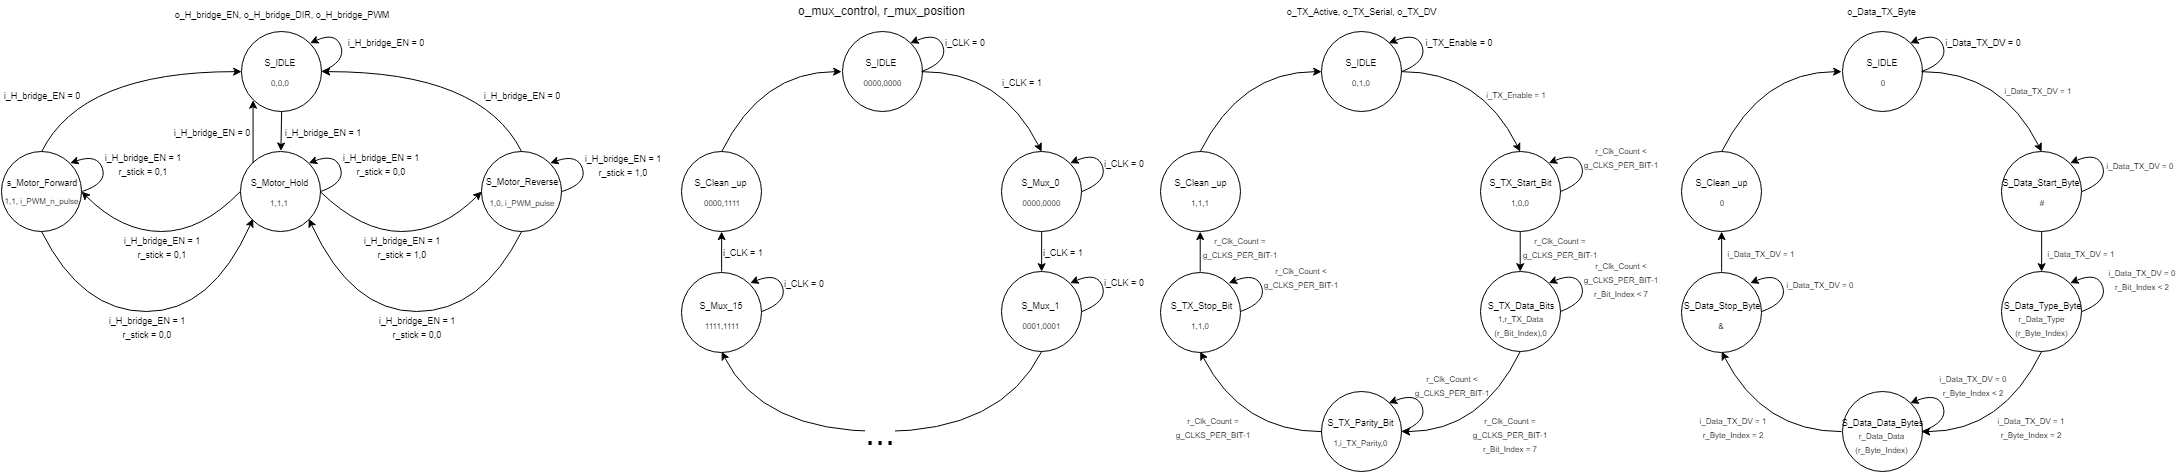 o_H_bridge_EN, o_H_bridge_DIR, o_H_bridge_PWM
i_H_bridge_EN = 0
S_IDLE
0,0,0
i_H_bridge_EN = 0
i_H_bridge_EN = 0
i_H_bridge_EN = 0
i_H_bridge_EN = 1
i_H_bridge_EN = 1
r_stick = 0,1
i_H_bridge_EN = 1
r_stick = 0,0
i_H_bridge_EN = 1
r_stick = 1,0
s_Motor_Forward
1,1, i_PWM_n_pulse
S_Motor_Hold
1,1,1
S_Motor_Reverse
1,0, i_PWM_pulse
i_H_bridge_EN = 1
r_stick = 0,1
i_H_bridge_EN = 1
r_stick = 1,0
i_H_bridge_EN = 1
r_stick = 0,0
i_H_bridge_EN = 1
r_stick = 0,0
o_mux_control, r_mux_position
i_CLK = 0
S_IDLE
0000,0000
i_CLK = 1
S_Clean _up
0000,1111
i_CLK = 0
S_Mux_0
0000,0000
i_CLK = 1
i_CLK = 1
S_Mux_15
1111,1111
i_CLK = 0
i_CLK = 0
S_Mux_1
0001,0001
...
o_TX_Active, o_TX_Serial, o_TX_DV
i_TX_Enable = 0
S_IDLE
0,1,0
i_TX_Enable = 1
r_Clk_Count <
g_CLKS_PER_BIT-1
S_Clean _up
1,1,1
S_TX_Start_Bit
1,0,0
r_Clk_Count =
g_CLKS_PER_BIT-1
r_Clk_Count =
g_CLKS_PER_BIT-1
r_Clk_Count <
g_CLKS_PER_BIT-1
r_Clk_Count <
g_CLKS_PER_BIT-1
r_Bit_Index < 7
S_TX_Stop_Bit
1,1,0
S_TX_Data_Bits
1,r_TX_Data
(r_Bit_Index),0
r_Clk_Count <
g_CLKS_PER_BIT-1
r_Clk_Count =
g_CLKS_PER_BIT-1
S_TX_Parity_Bit
1,i_TX_Parity,0
r_Clk_Count =
g_CLKS_PER_BIT-1
r_Bit_Index = 7
o_Data_TX_Byte
i_Data_TX_DV = 0
S_IDLE
0
i_Data_TX_DV = 1
i_Data_TX_DV = 0
S_Clean _up
0
S_Data_Start_Byte
#
i_Data_TX_DV = 1
i_Data_TX_DV = 1
i_Data_TX_DV = 0
i_Data_TX_DV = 0
r_Bit_Index < 2
S_Data_Stop_Byte
&
S_Data_Type_Byte
r_Data_Type
(r_Byte_Index)
i_Data_TX_DV = 0
r_Byte_Index < 2
i_Data_TX_DV = 1
r_Byte_Index = 2
S_Data_Data_Bytes
r_Data_Data
(r_Byte_Index)
i_Data_TX_DV = 1
r_Byte_Index = 2